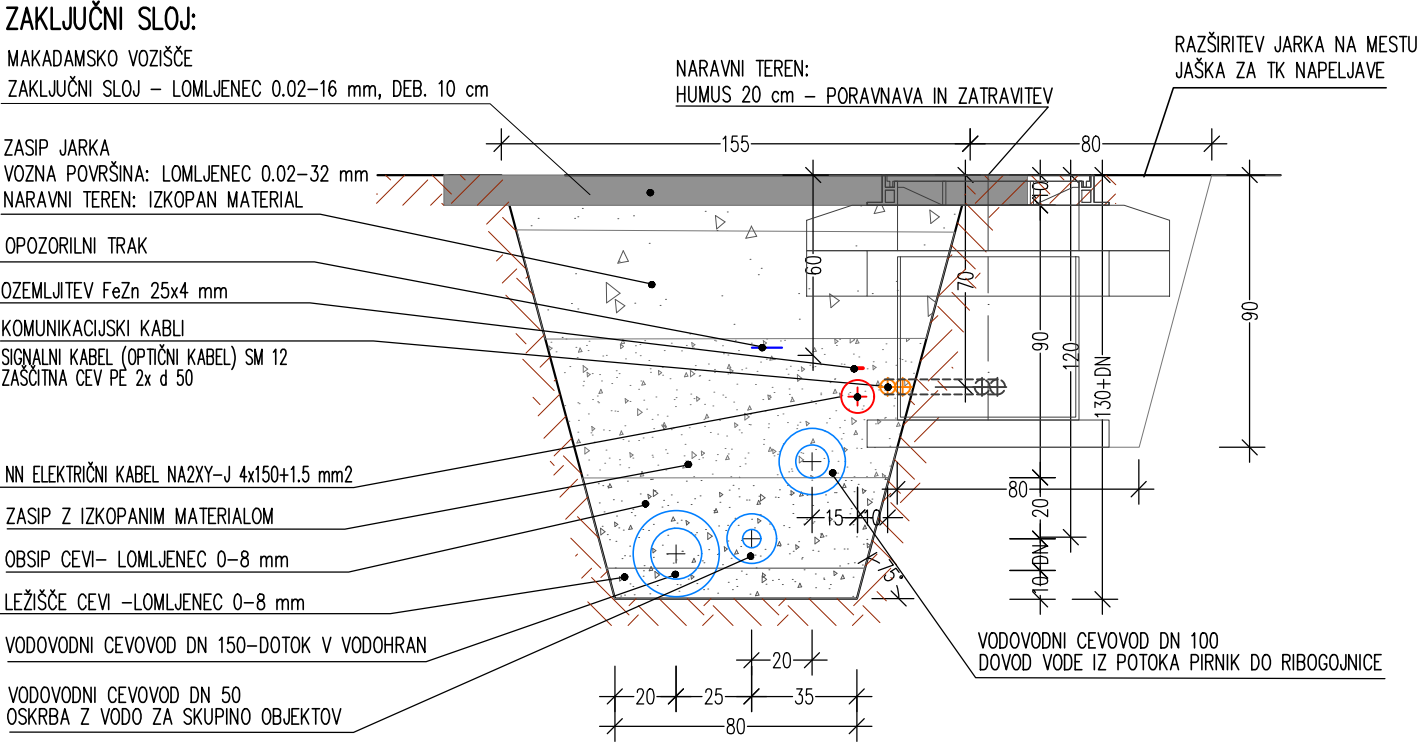 ZAKLJUČNI SLOJ:
MAKADAMSKO VOZIŠČE
ZAKLJUČNI SLOJ – LOMLJENEC 0.02–16 mm, DEB. 10 cm
ZASIP JARKA
VOZNA POVRŠINA: LOMLJENEC 0.02–32 mm
NARAVNI TEREN: IZKOPAN MATERIAL
OPOZORILNI TRAK
OZEMLJITEV FeZn 25x4 mm
KOMUNIKACIJSKI KABLI
SIGNALNI KABEL (OPTIČNI KABEL) SM 12
ZAŠČITNA CEV PE 2x d 50
NN ELEKTRIČNI KABEL NA2XY–J 4x150+1.5 mm2
ZASIP Z IZKOPANIM MATERIALOM
OBSIP CEVI– LOMLJENEC 0–8 mm
LEŽIŠČE CEVI –LOMLJENEC 0–8 mm
VODOVODNI CEVOVOD DN 150–DOTOK V VODOHRAN
VODOVODNI CEVOVOD DN 50
OSKRBA Z VODO ZA SKUPINO OBJEKTOV
NARAVNI TEREN:
HUMUS 20 cm – PORAVNAVA IN ZATRAVITEV
RAZŠIRITEV JARKA NA MESTU
JAŠKA ZA TK NAPELJAVE
155
80
10
60
70
90
90
120
130+DN
80
20
15
10
DN
10
75°
VODOVODNI CEVOVOD DN 100
DOVOD VODE IZ POTOKA PIRNIK DO RIBOGOJNICE
20
20
25
35
80